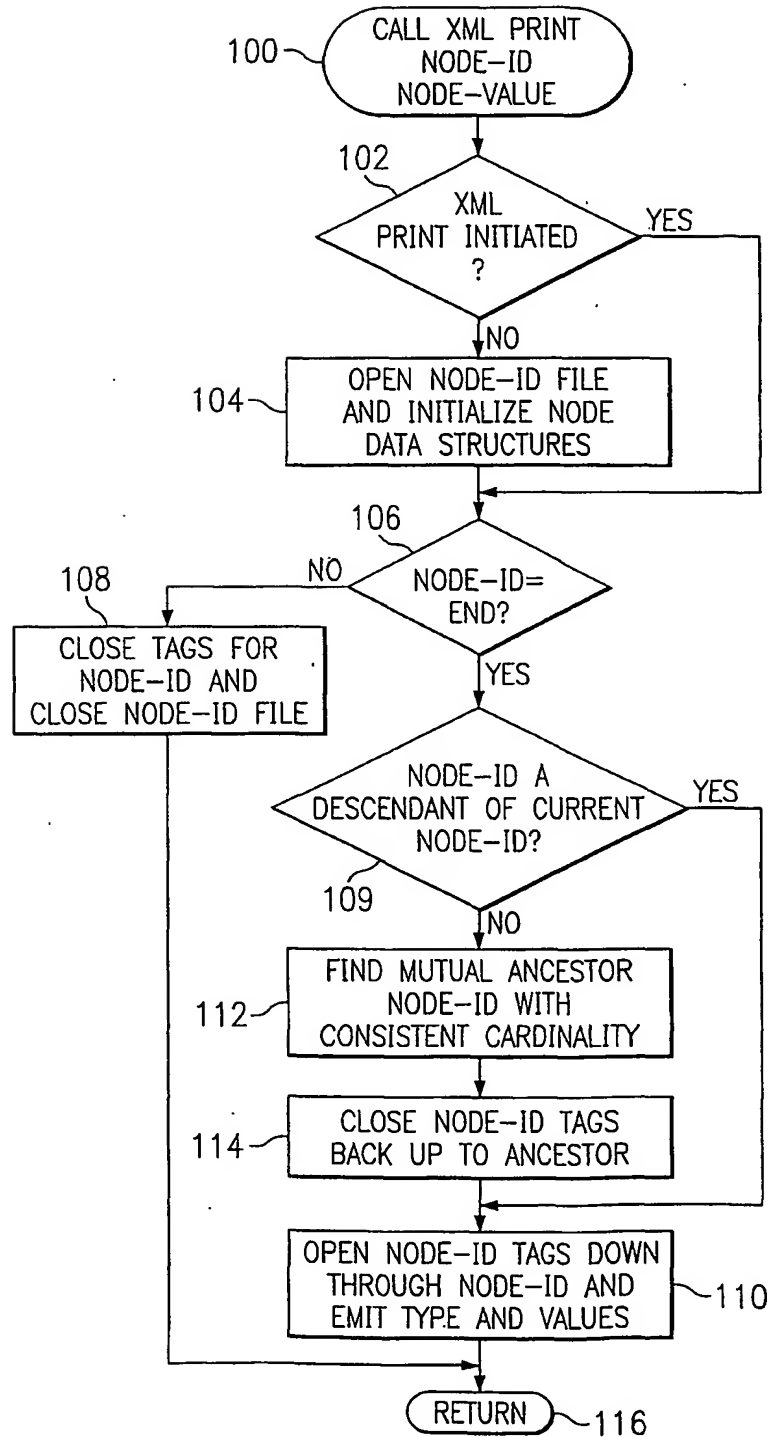 CALL XML PRINT
NODE-ID
NODE-VALUE
100
102
XML
PRINT INITIATED
?
YES
NO
104
OPEN NODE-ID FILE
AND INITIALIZE NODE
DATA STRUCTURES
106
NODE-ID=
END?
NO
YES
108
CLOSE TAGS FOR
NODE-ID AND
CLOSE NODE-ID FILE
NODE-ID A
DESCENDANT OF CURRENT
NODE-ID?
YES
109
NO
112
FIND MUTUAL ANCESTOR
NODE-ID WITH
CONSISTENT CARDINALITY
114
CLOSE NODE-ID TAGS
BACK UP TO ANCESTOR
OPEN NODE-ID TAGS DOWN
THROUGH NODE-ID AND
EMIT TYPE AND VALUES
110
RETURN
116